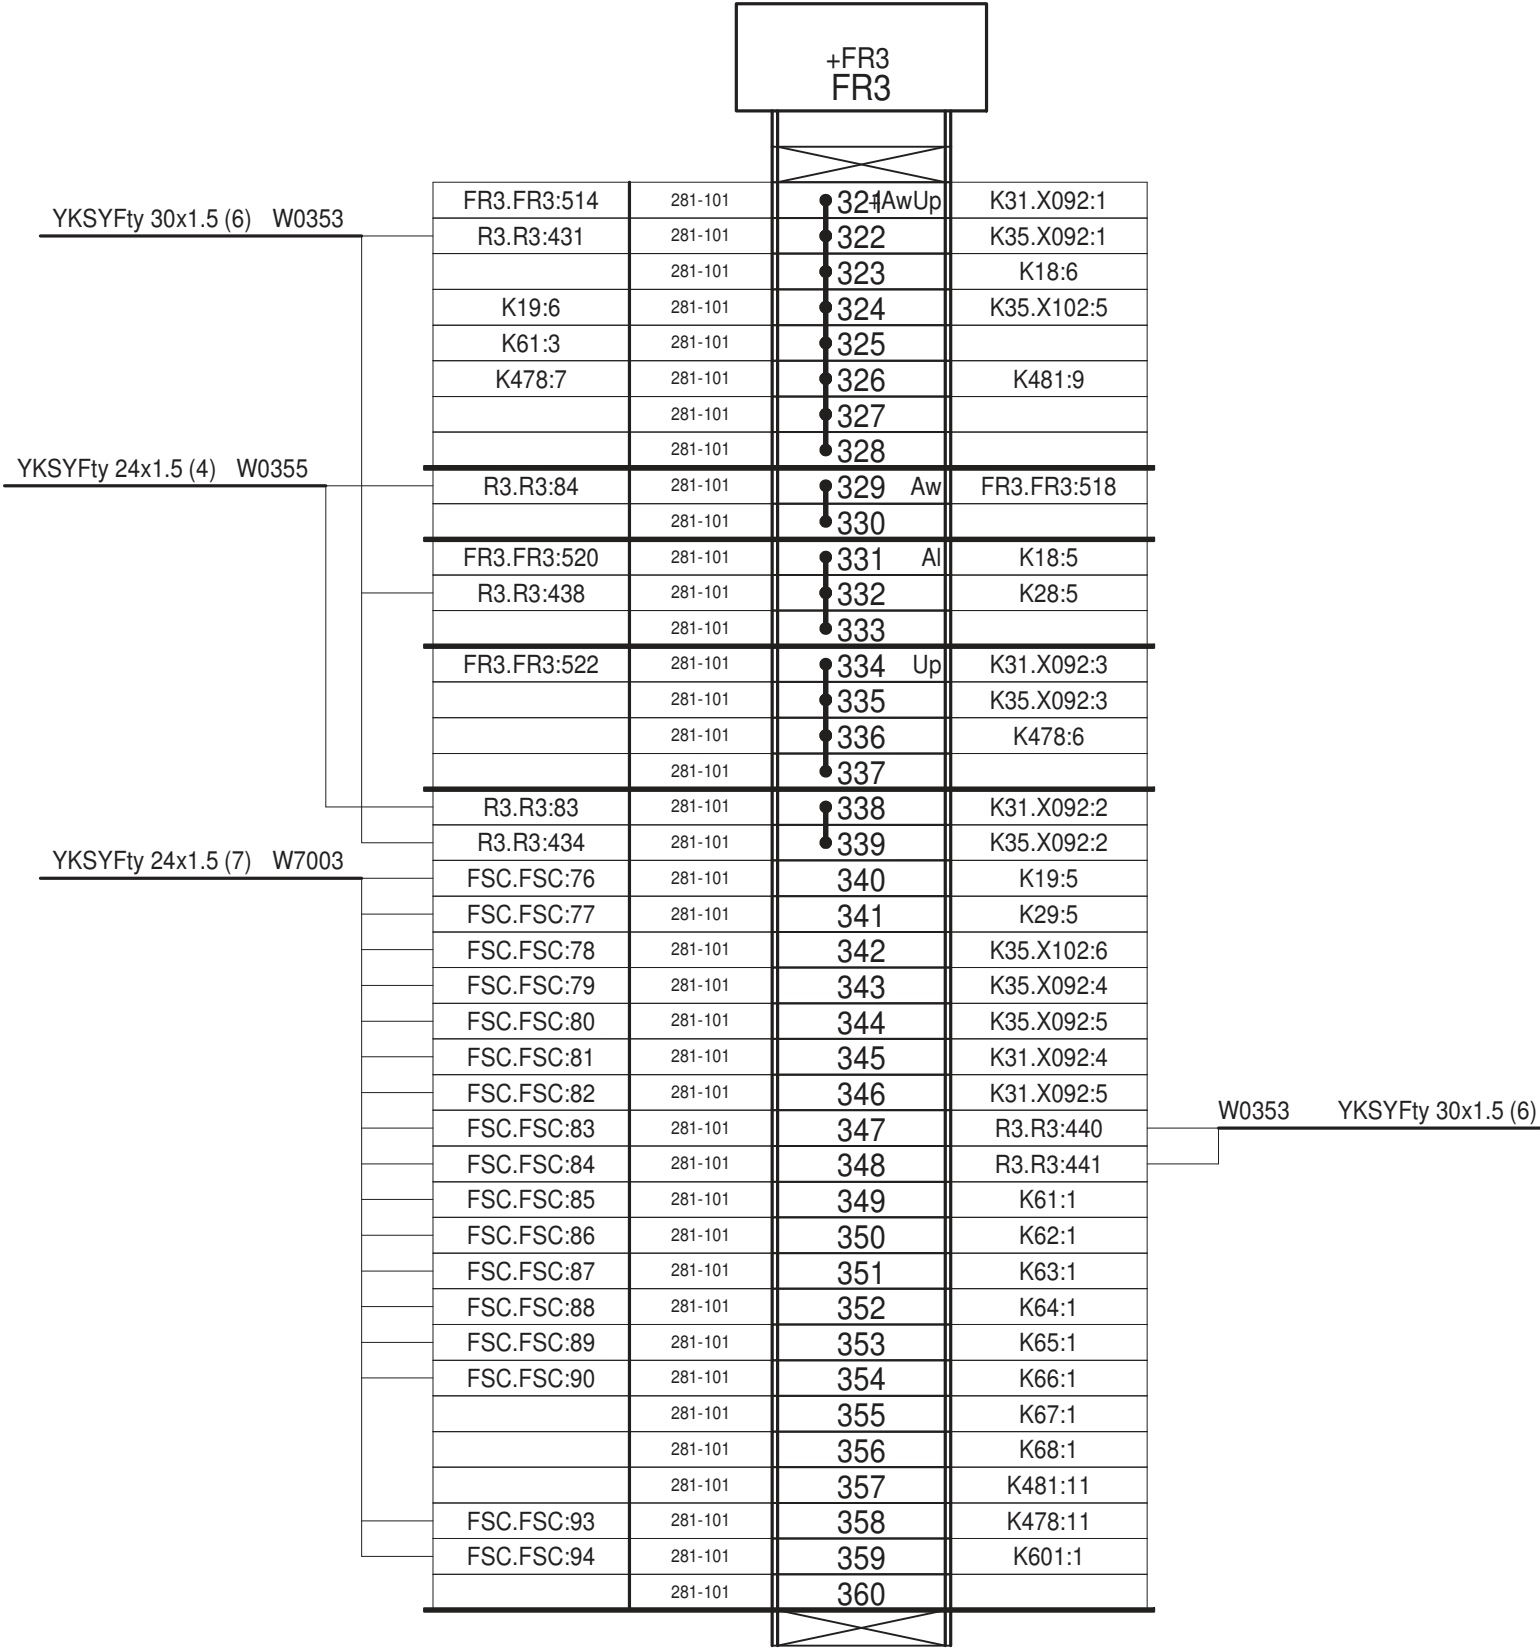 +FR3
FR3
FR3.FR3:514 281-101 321 +AwUp K31.X092:1
YKSYFty 30x1.5 (6) W0353
R3.R3:431 281-101 322 K35.X092:1
281-101 323 K18:6
K19:6 281-101 324 K35.X102:5
K61:3 281-101 325
K478:7 281-101 326 K481:9
281-101 327
281-101 328
YKSYFty 24x1.5 (4) W0355
R3.R3:84 281-101 329 Aw FR3.FR3:518
281-101 330
FR3.FR3:520 281-101 331 Al K18:5
R3.R3:438 281-101 332 K28:5
281-101 333
FR3.FR3:522 281-101 334 Up K31.X092:3
281-101 335 K35.X092:3
281-101 336 K478:6
281-101 337
R3.R3:83 281-101 338 K31.X092:2
R3.R3:434 281-101 339 K35.X092:2
YKSYFty 24x1.5 (7) W7003
FSC.FSC:76 281-101 340 K19:5
FSC.FSC:77 281-101 341 K29:5
FSC.FSC:78 281-101 342 K35.X102:6
FSC.FSC:79 281-101 343 K35.X092:4
FSC.FSC:80 281-101 344 K35.X092:5
FSC.FSC:81 281-101 345 K31.X092:4
FSC.FSC:82 281-101 346 K31.X092:5
W0353 YKSYFty 30x1.5 (6)
FSC.FSC:83 281-101 347 R3.R3:440
FSC.FSC:84 281-101 348 R3.R3:441
FSC.FSC:85 281-101 349 K61:1
FSC.FSC:86 281-101 350 K62:1
FSC.FSC:87 281-101 351 K63:1
FSC.FSC:88 281-101 352 K64:1
FSC.FSC:89 281-101 353 K65:1
FSC.FSC:90 281-101 354 K66:1
281-101 355 K67:1
281-101 356 K68:1
281-101 357 K481:11
FSC.FSC:93 281-101 358 K478:11
FSC.FSC:94 281-101 359 K601:1
281-101 360